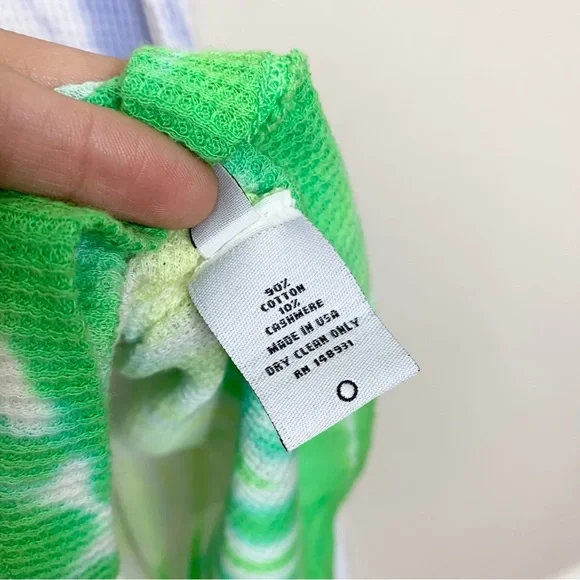 90%
COTTON
10%
CASHMERE
MADE IN USA
DRY CLEAN ONLY
RN 148931